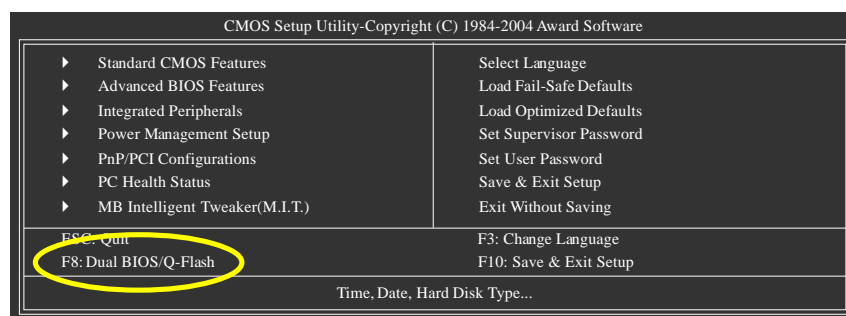 CMOS Setup Utility-Copyright (C) 1984-2004 Award Software
Standard CMOS Features
Advanced BIOS Features
Integrated Peripherals
Power Management Setup
PnP/PCI Configurations
PC Health Status
MB Intelligent Tweaker(M.I.T.)
Select Language
Load Fail-Safe Defaults
Load Optimized Defaults
Set Supervisor Password
Set User Password
Save & Exit Setup
Exit Without Saving
ESC: Quit
F8: Dual BIOS/Q-Flash
F3: Change Language
F10: Save & Exit Setup
Time, Date, Hard Disk Type...